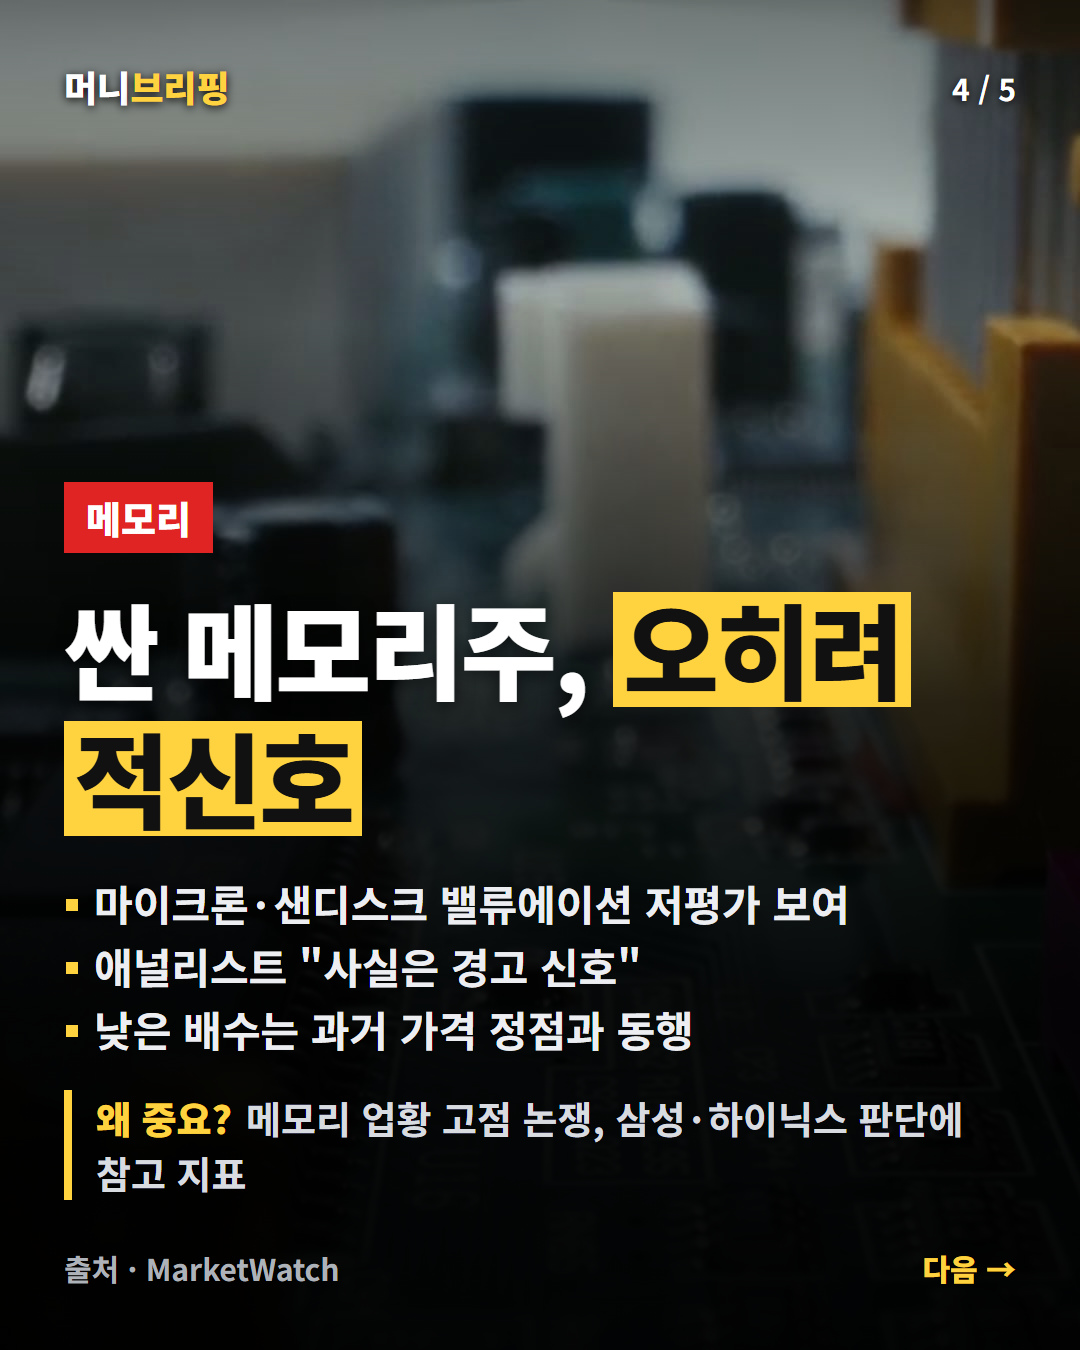 머니브리핑
4 / 5
메모리
싼 메모리주, 오히려
적신호
마이크론·샌디스크 밸류에이션 저평가 보여
애널리스트 "사실은 경고 신호"
낮은 배수는 과거 가격 정점과 동행
왜 중요? 메모리 업황 고점 논쟁, 삼성·하이닉스 판단에
참고 지표
출처 · MarketWatch
다음 →